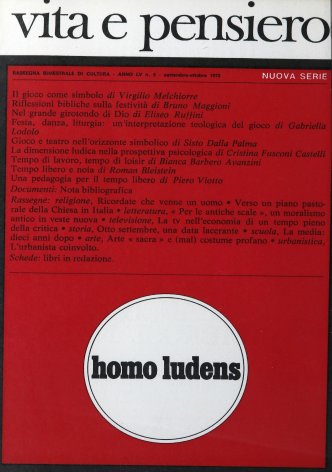 vita e pensiero
RASSEGNA BIMESTRALE DI CULTURA - ANNO LV n. 5 - settembre-ottobre 1972
NUOVA SERIE
Il gioco come simbolo di Virgilio Melchiorre
Riflessioni bibliche sulla festività di Bruno Maggioni
Nel grande girotondo di Dio di Eliseo Ruffini
Festa, danza, liturgia: un'interpretazione teologica del gioco di Gabriella
Lodolo
Gioco e teatro nell'orizzonte simbolico di Sisto Dalla Palma
La dimensione ludica nella prospettiva psicologica di Cristina Fusconi Castelli
Tempo di lavoro, tempo di loisir di Bianca Barbero Avanzini
Tempo libero e noia di Roman Bleistein
Una pedagogia per il tempo libero di Piero Viotto
Documenti: Nota bibliografica
Rassegne: religione, Ricordate che venne un uomo • Verso un piano pasto-
rale della Chiesa in Italia • letteratura, « Per le antiche scale », un moralismo
antico in veste nuova • televisione, La tv nell'economia di un tempo pieno
della critica • storia, Otto settembre, una data lacerante • scuola, La media:
dieci anni dopo • arte, Arte « sacra » e (mal) costume profano • urbanistica,
L'urbanista coinvolto.
Schede: libri in redazione.
homo ludens